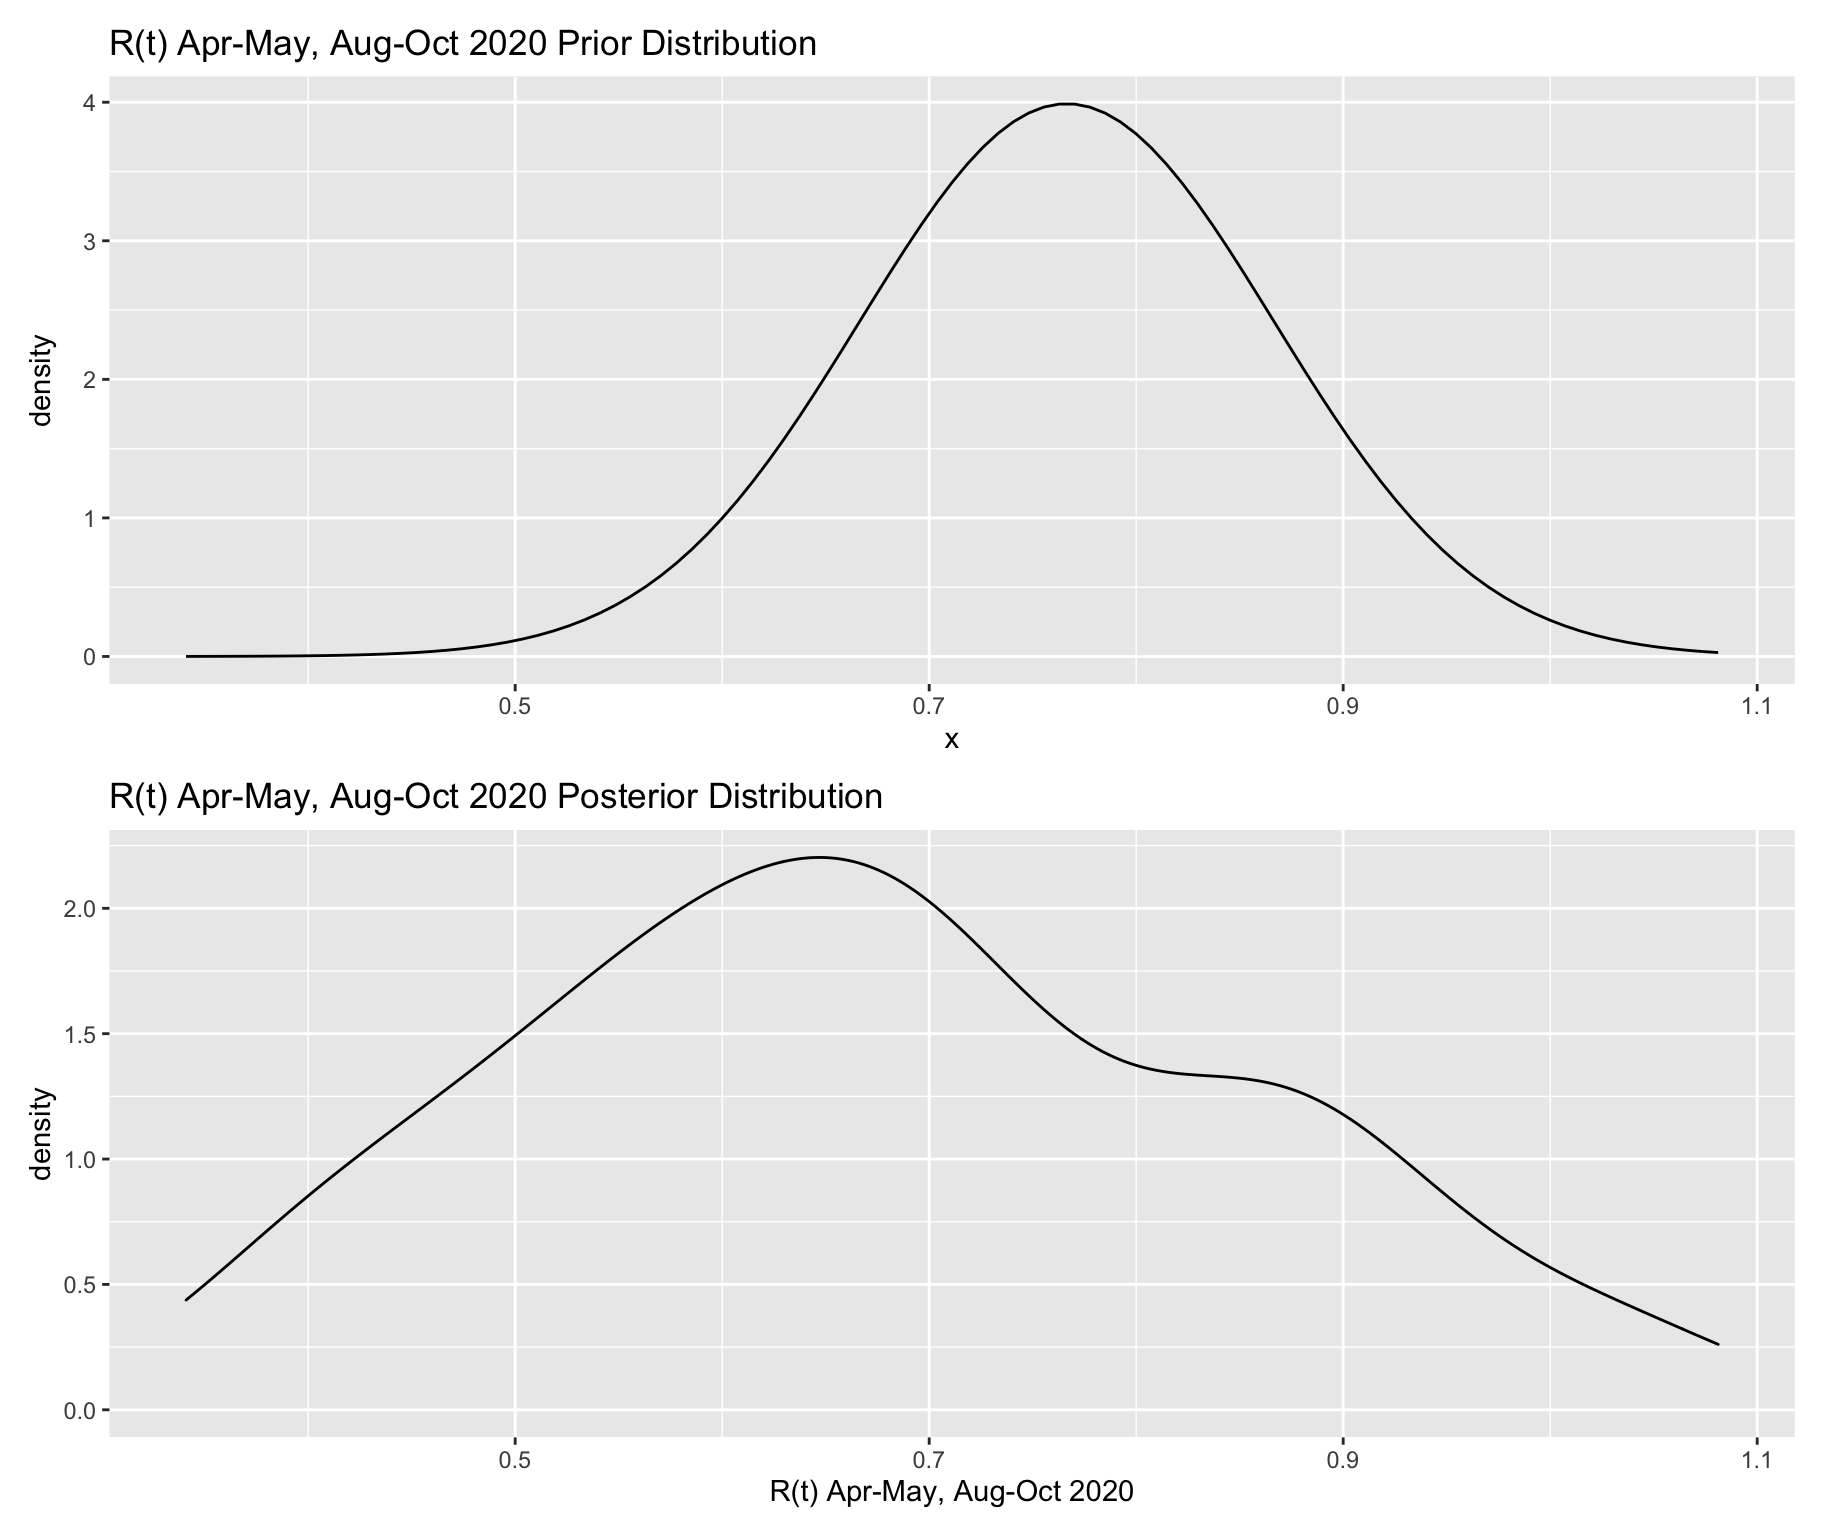 R(t) Apr-May, Aug-Oct 2020 Prior Distribution
4
3
2
1
0
density
0.5 0.7 0.9 1.1
x
R(t) Apr-May, Aug-Oct 2020 Posterior Distribution
2.0
1.5
1.0
0.5
0.0
density
0.5 0.7 0.9 1.1
R(t) Apr-May, Aug-Oct 2020